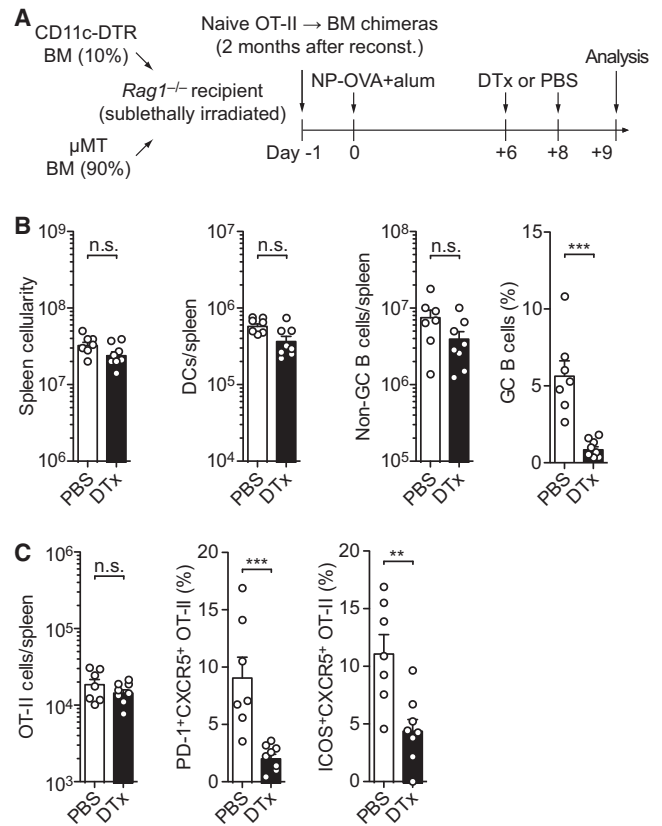 A
CD11c-DTR
BM (10%)
Rag1–/– recipient
(sublethally irradiated)
µMT
BM (90%)
Naive OT-II → BM chimeras
(2 months after reconst.)
NP-OVA+alum
DTx or PBS
Analysis
Day -1
0
+6
+8
+9
B
Spleen cellularity
10⁹
10⁸
10⁷
10⁶
n.s.
PBS
DTx
DCs/spleen
10⁷
10⁶
10⁵
10⁴
n.s.
PBS
DTx
Non-GC B cells/spleen
10⁸
10⁷
10⁶
10⁵
n.s.
PBS
DTx
GC B cells (%)
15
10
5
0
***
PBS
DTx
C
OT-II cells/spleen
10⁶
10⁵
10⁴
10³
n.s.
PBS
DTx
PD-1⁺CXCR5⁺ OT-II (%)
20
15
10
5
0
***
PBS
DTx
ICOS⁺CXCR5⁺ OT-II (%)
20
15
10
5
0
**
PBS
DTx